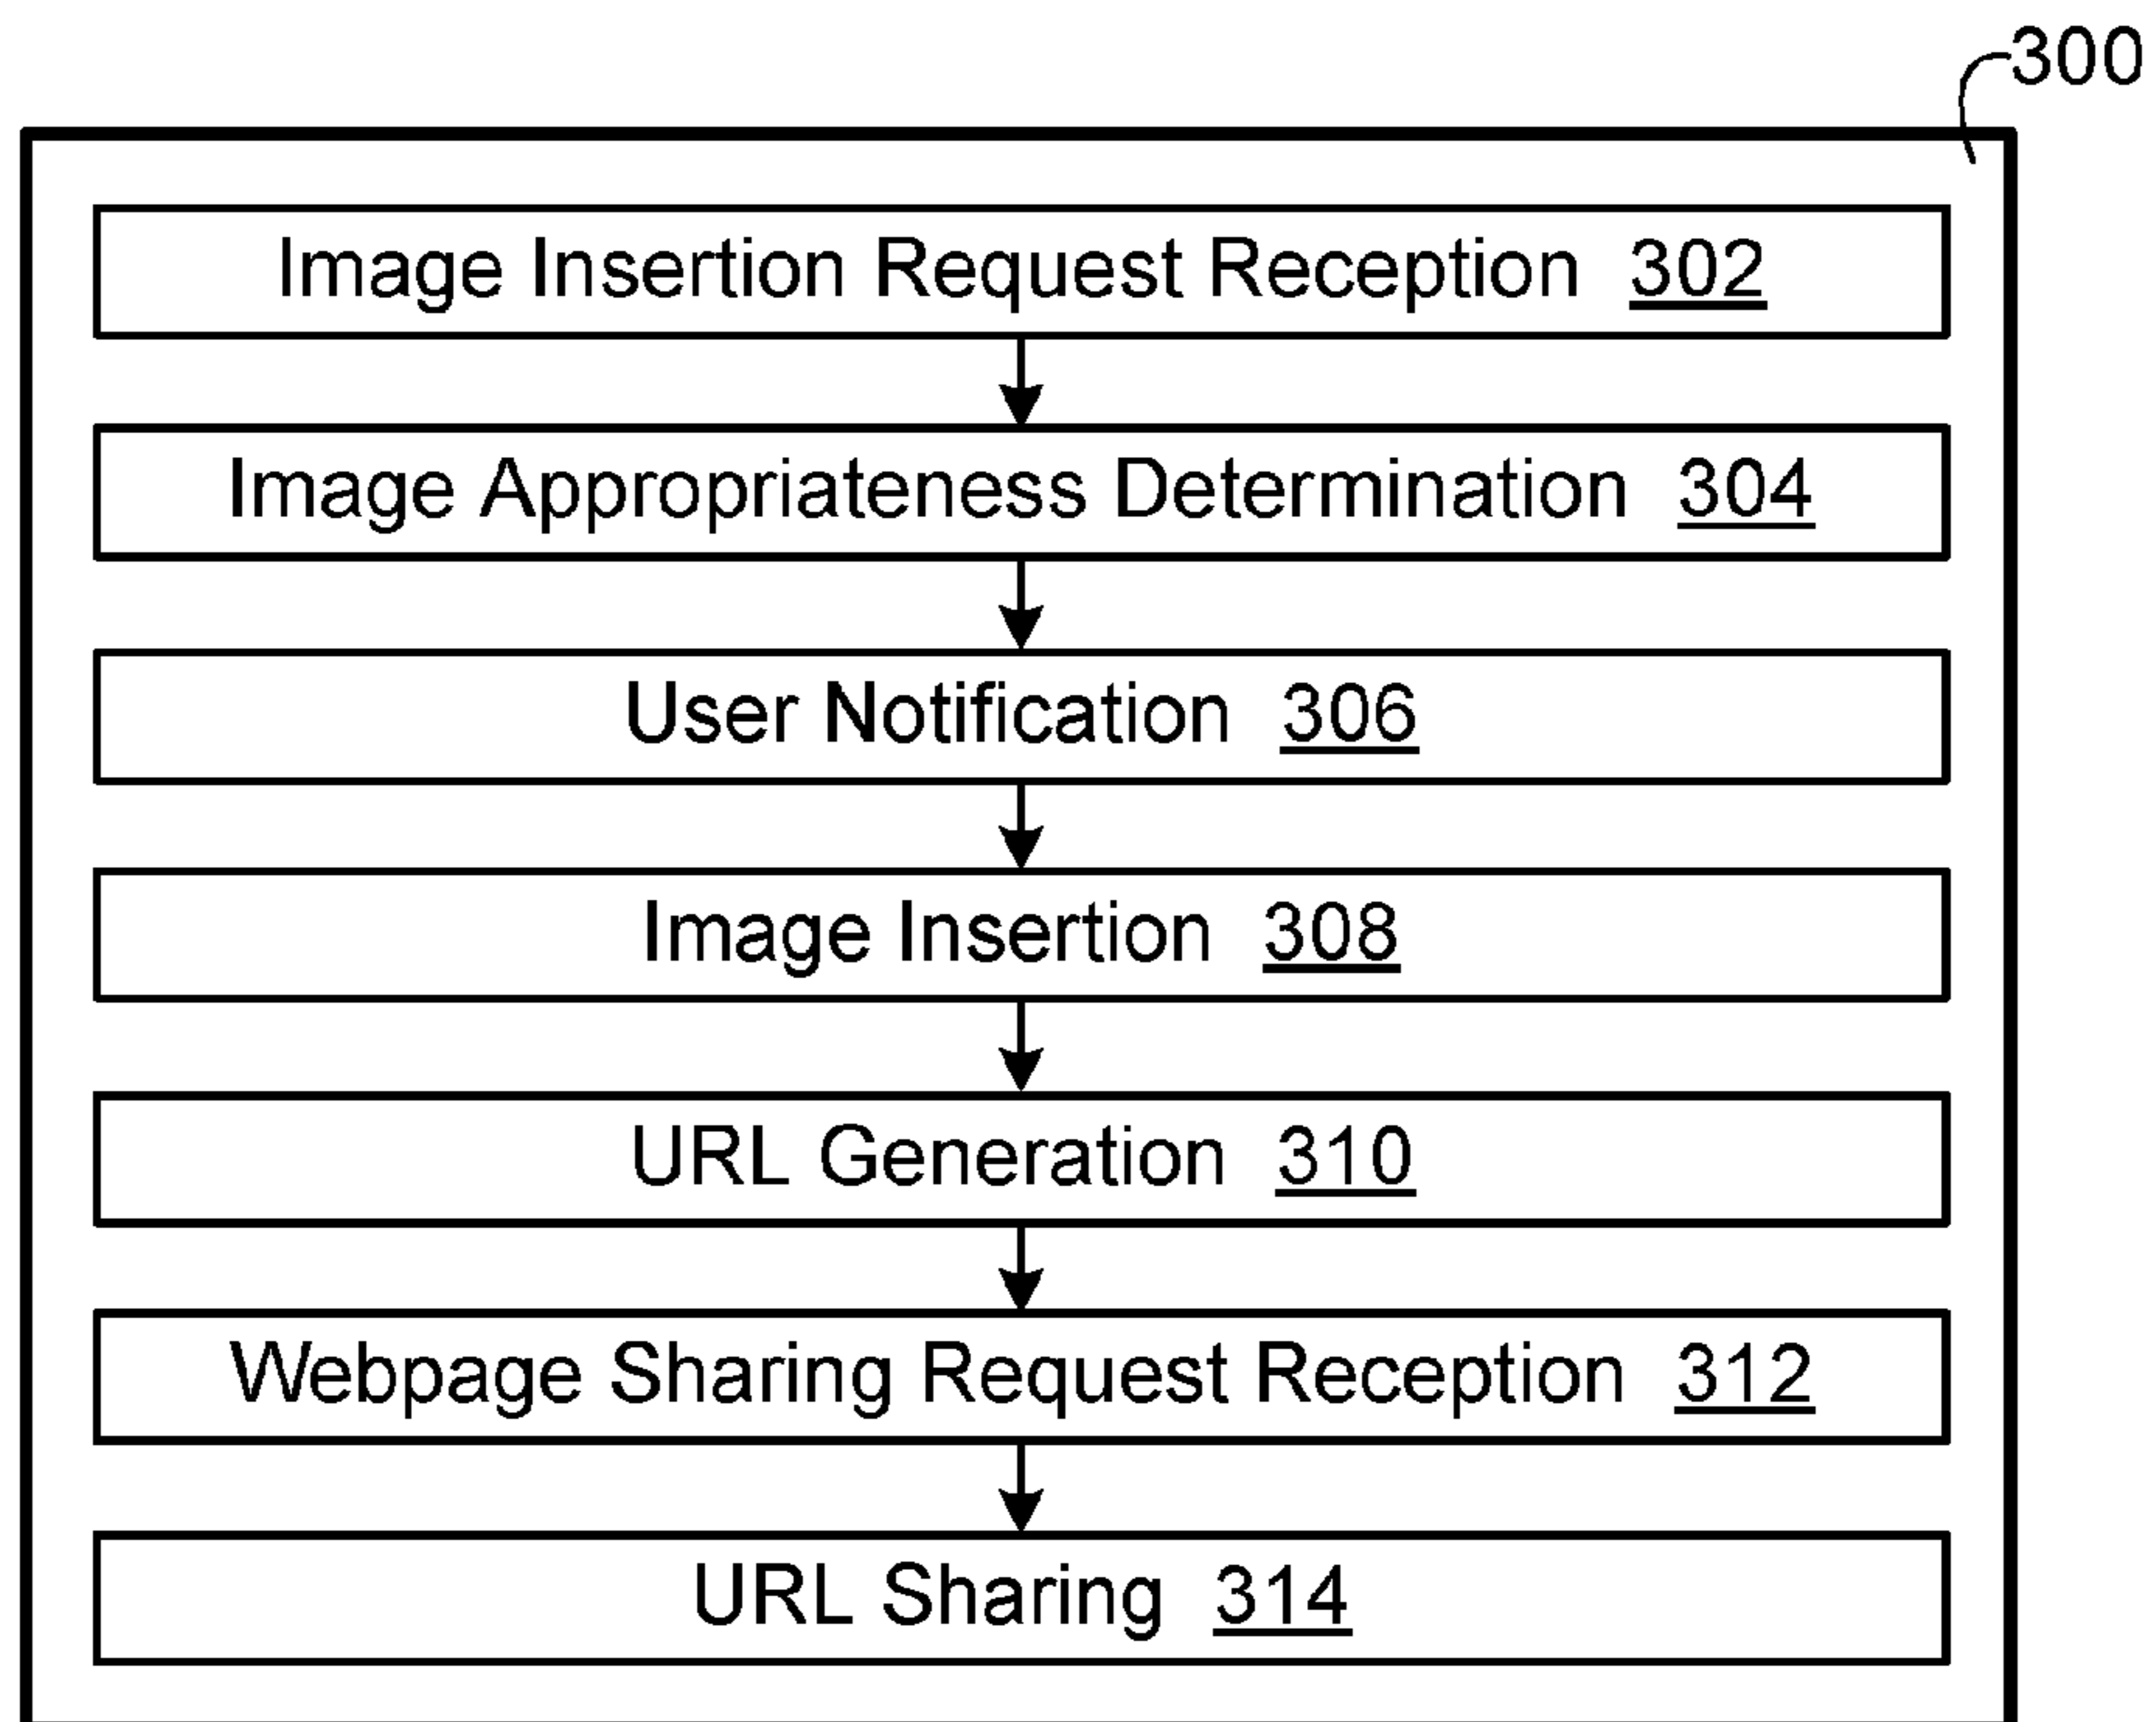 300
Image Insertion Request Reception 302
Image Appropriateness Determination 304
User Notification 306
Image Insertion 308
URL Generation 310
Webpage Sharing Request Reception 312
URL Sharing 314